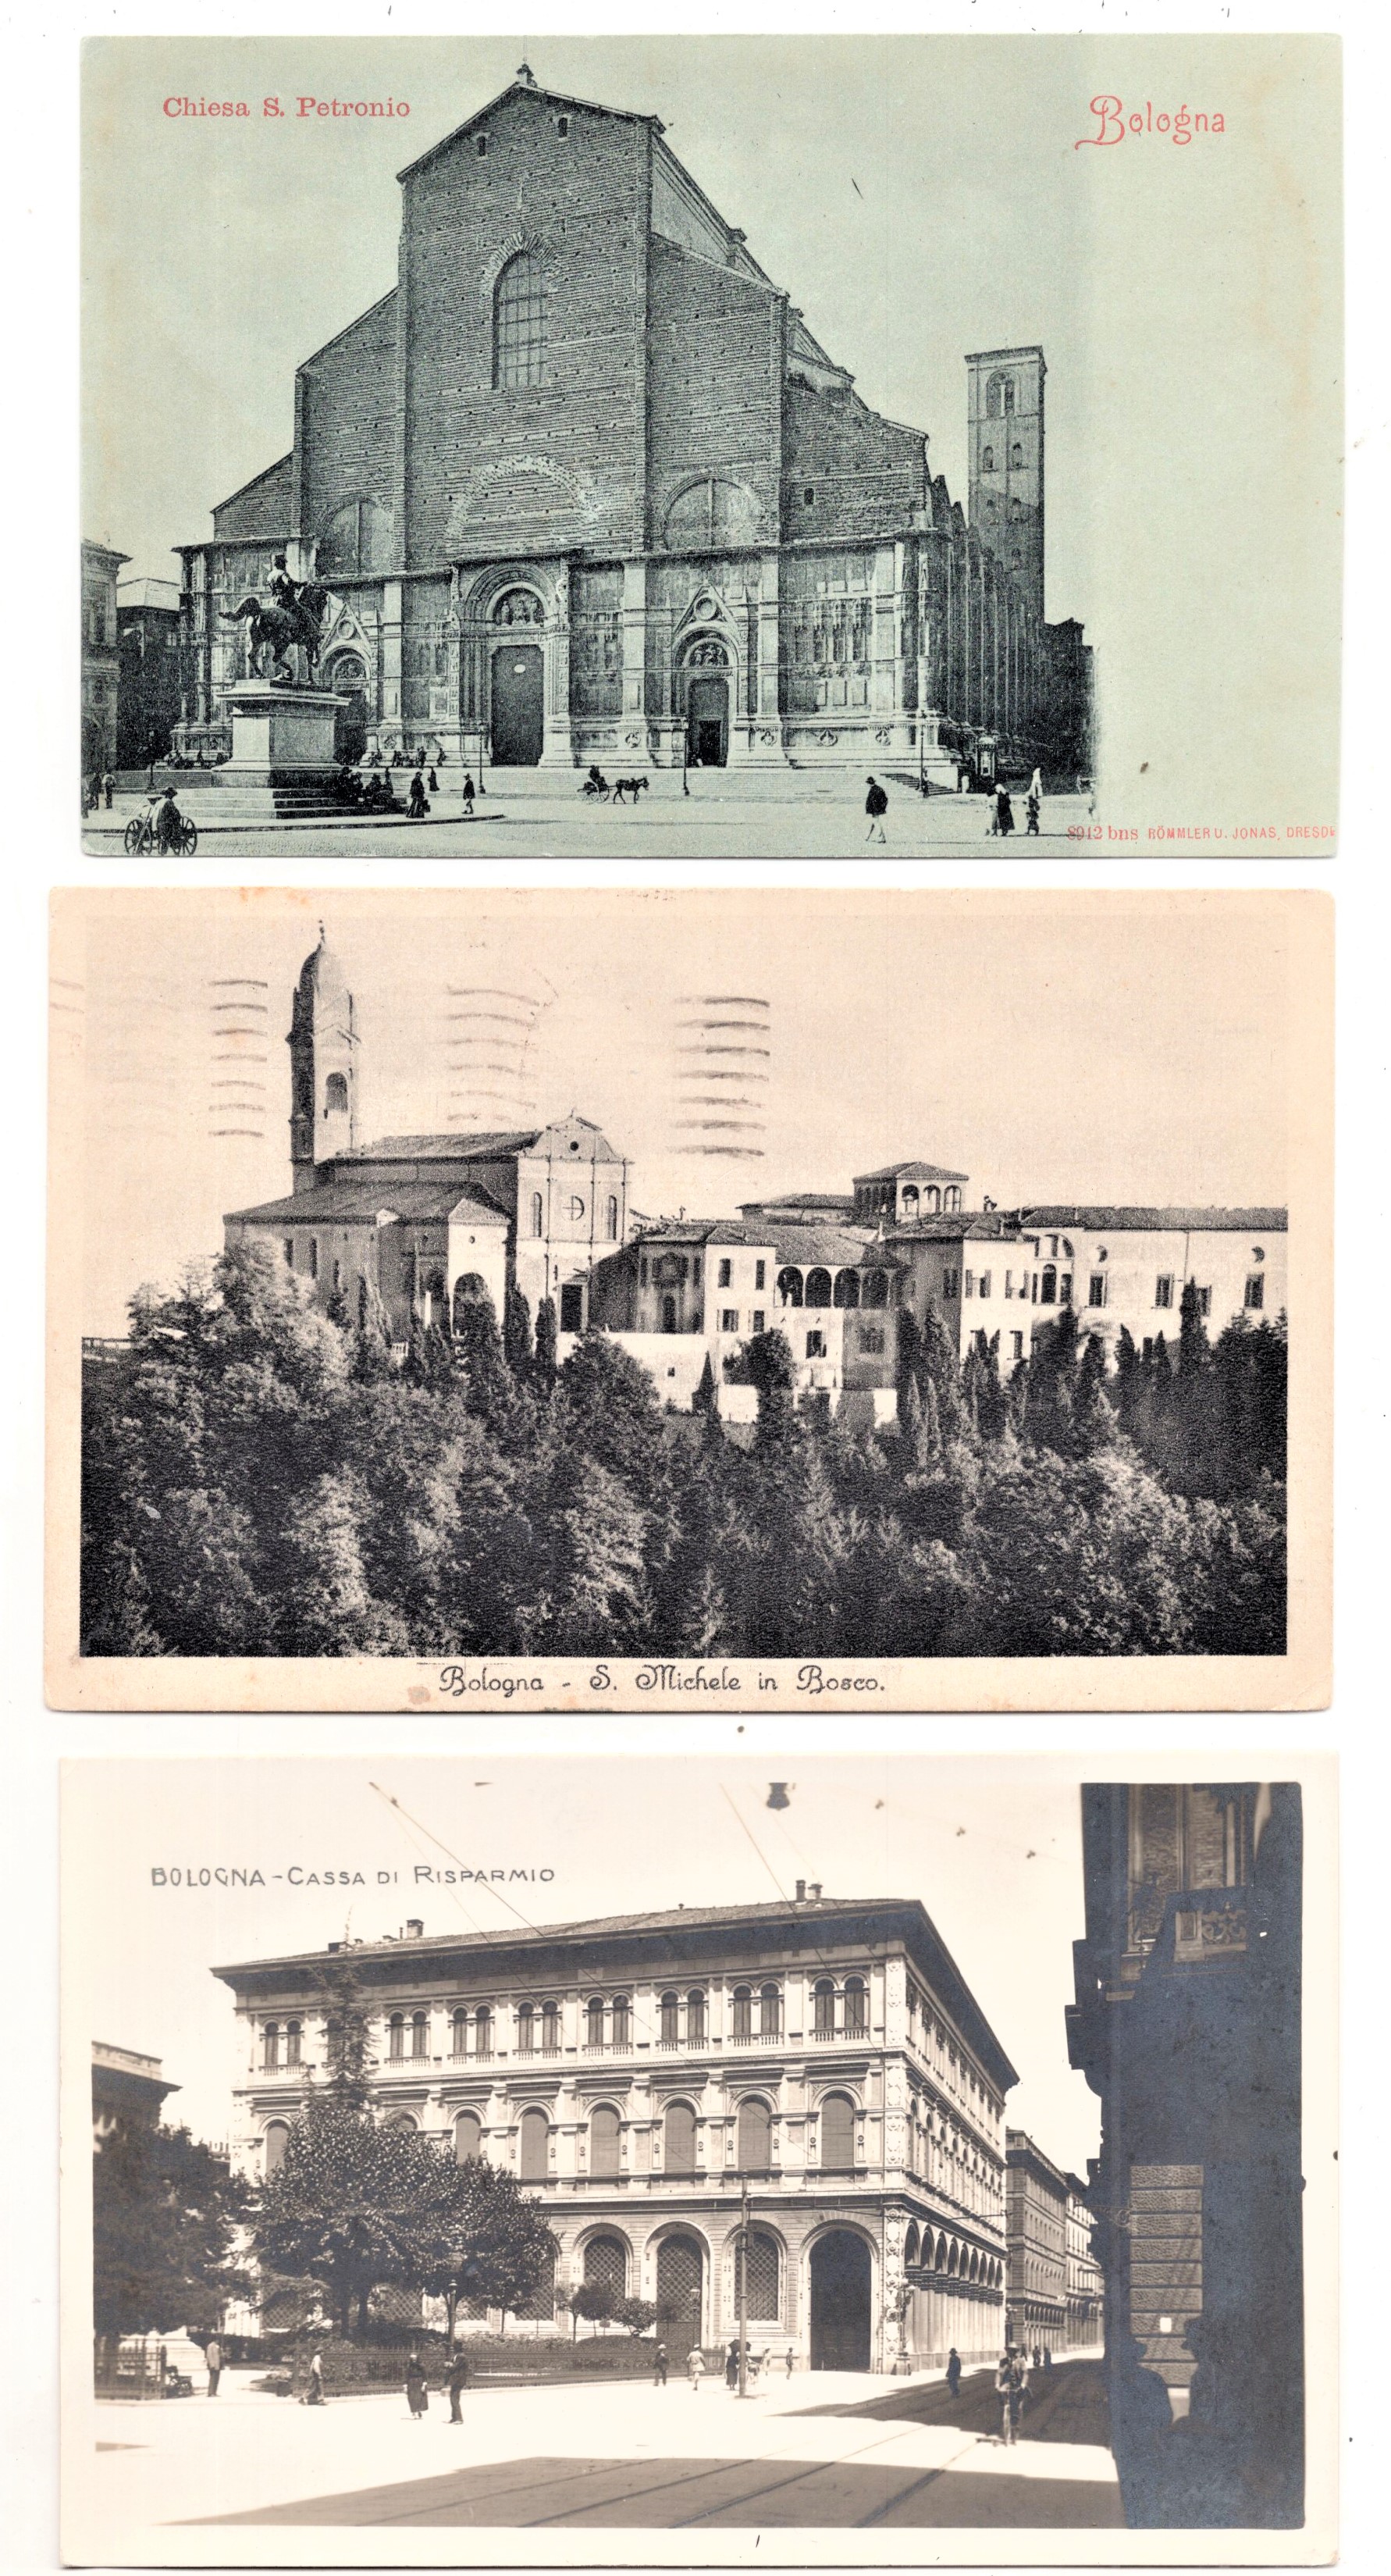 Chiesa S. Petronio
Bologna
8912 bns RÖMMLER U. JONAS, DRESD
Bologna - S. Michele in Bosco.
BOLOGNA - CASSA DI RISPARMIO